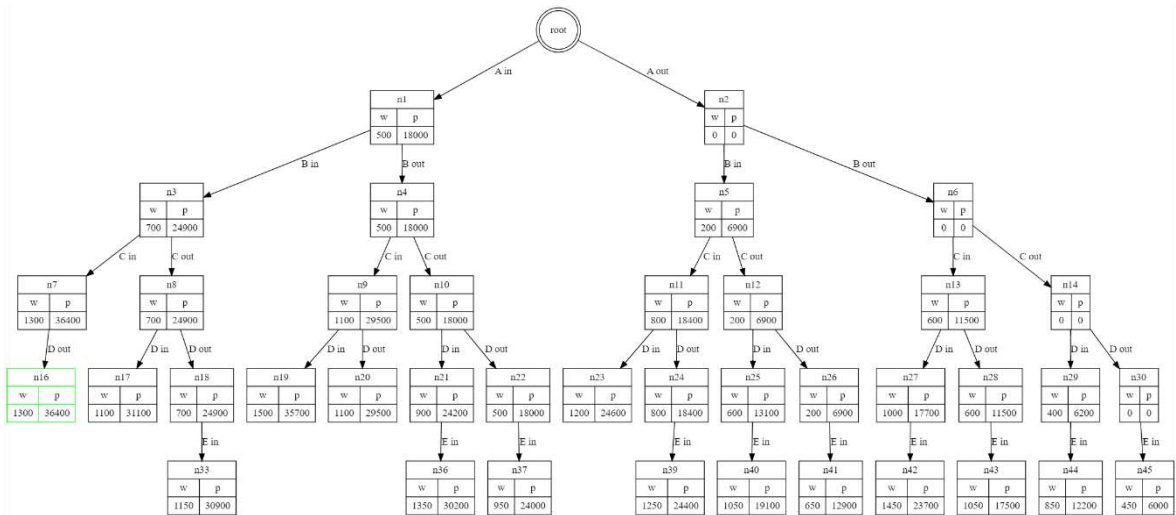 root
A in
A out
n1
w p
500 18000
n2
w p
0 0
B in
B out
B in
B out
n3
w p
700 24900
n4
w p
500 18000
n5
w p
200 6900
n6
w p
0 0
C in
C out
C in
C out
C in
C out
C in
C out
n7
w p
1300 36400
n8
w p
700 24900
n9
w p
1100 29500
n10
w p
500 18000
n11
w p
800 18400
n12
w p
200 6900
n13
w p
600 11500
n14
w p
0 0
D out
D in
D out
D in
D out
D in
D out
D in
D out
D in
D out
D in
D out
D in
D out
n16
w p
1300 36400
n17
w p
1100 31100
n18
w p
700 24900
n19
w p
1500 35700
n20
w p
1100 29500
n21
w p
900 24200
n22
w p
500 18000
n23
w p
1200 24600
n24
w p
800 18400
n25
w p
600 13100
n26
w p
200 6900
n27
w p
1000 17700
n28
w p
600 11500
n29
w p
400 6200
n30
w p
0 0
E in
E in
E in
E in
E in
E in
E in
E in
E in
E in
n33
w p
1150 30900
n36
w p
1350 30200
n37
w p
950 24000
n39
w p
1250 24400
n40
w p
1050 19100
n41
w p
650 12900
n42
w p
1450 23700
n43
w p
1050 17500
n44
w p
850 12200
n45
w p
450 6000